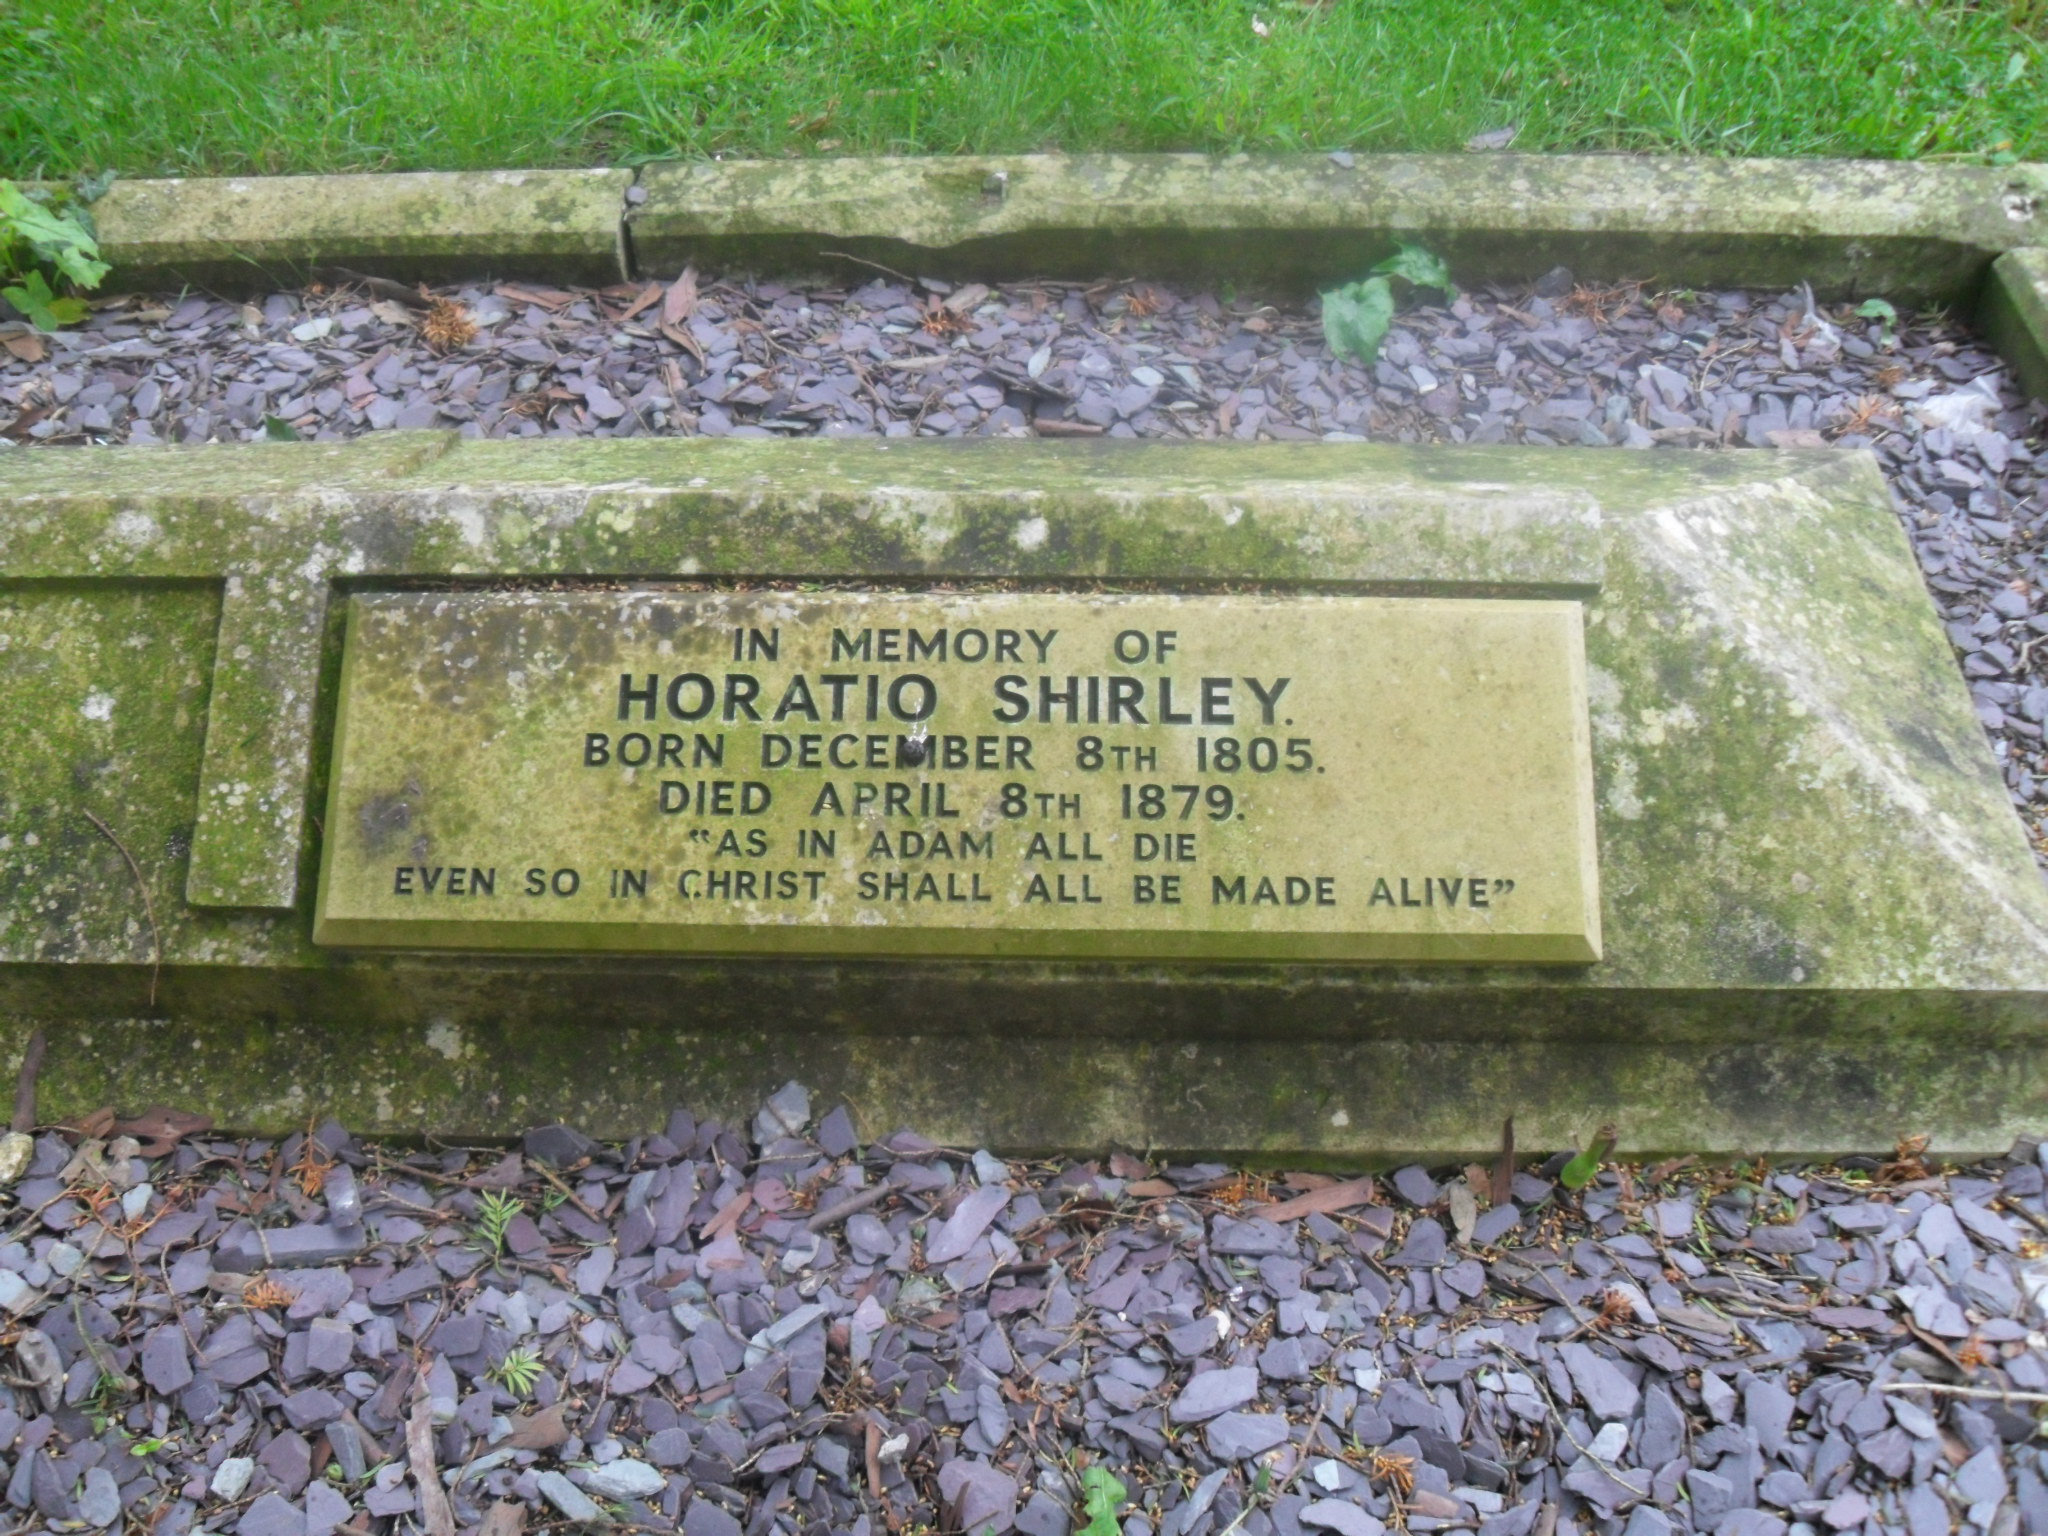 IN MEMORY OF
HORATIO SHIRLEY.
BORN DECEMBER 8TH 1805.
DIED APRIL 8TH 1879.
"AS IN ADAM ALL DIE
EVEN SO IN CHRIST SHALL ALL BE MADE ALIVE"